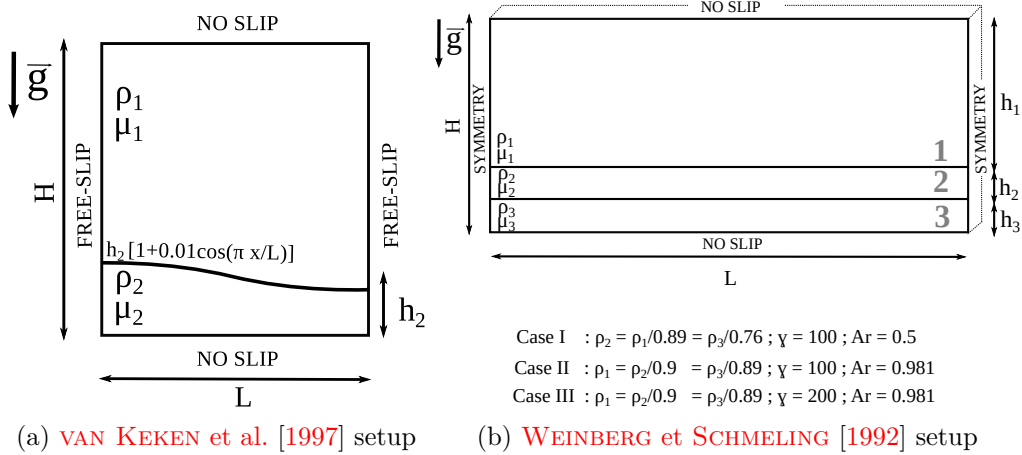 NO SLIP
g
ρ1
μ1
H
FREE-SLIP
FREE-SLIP
h2[1+0.01cos(π x/L)]
ρ2
μ2
h2
NO SLIP
L
(a) VAN KEKEN et al. [1997] setup
NO SLIP
g
H
SYMMETRY
SYMMETRY
h1
ρ1
μ1
1
ρ2
μ2
2
h2
ρ3
μ3
3
h3
NO SLIP
L
Case I : ρ2 = ρ1/0.89 = ρ3/0.76 ; γ = 100 ; Ar = 0.5
Case II : ρ1 = ρ2/0.9 = ρ3/0.89 ; γ = 100 ; Ar = 0.981
Case III : ρ1 = ρ2/0.9 = ρ3/0.89 ; γ = 200 ; Ar = 0.981
(b) WEINBERG et SCHMELING [1992] setup